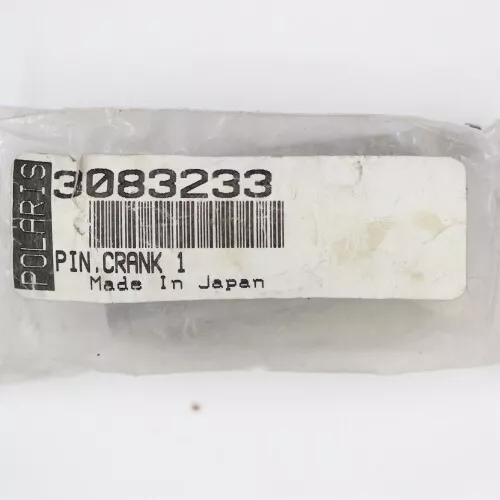 POLARIS
3083233
PIN,CRANK 1
Made In Japan